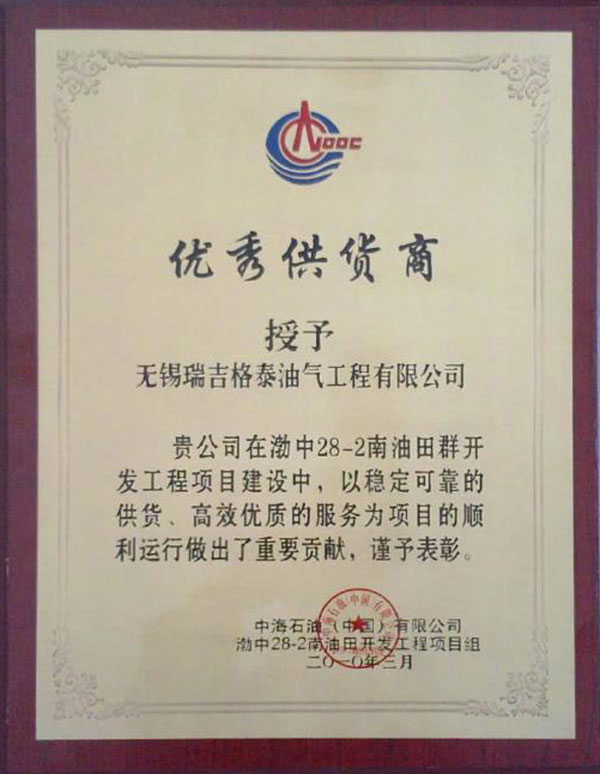 CNOOC
优秀供货商
授予
无锡瑞吉格泰油气工程有限公司
贵公司在渤中28-2南油田群开
发工程项目建设中，以稳定可靠的
供货、高效优质的服务为项目的顺
利运行做出了重要贡献，谨予表彰。
中海石油（中国）有限公司
渤中28-2南油田开发工程项目组
二〇一〇年三月